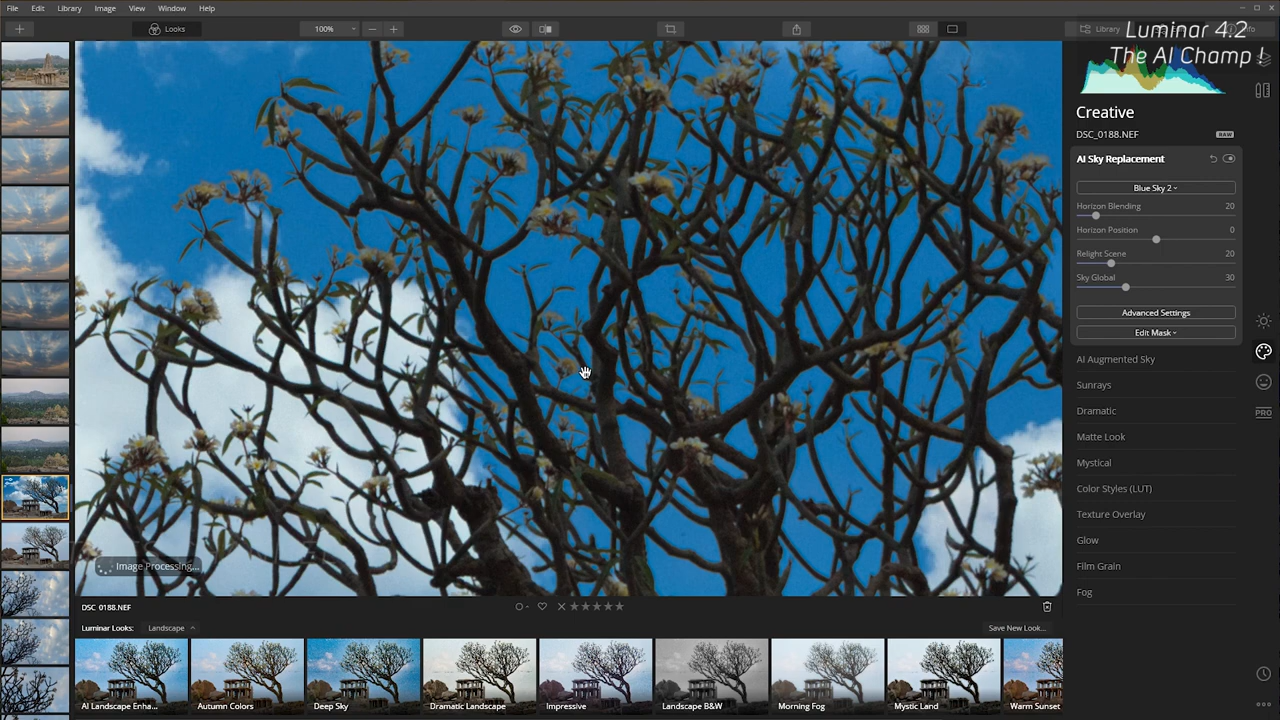 File Edit Library Image View Window Help
Looks
100%
Library
Luminar 4.2
The AI Champ !
Creative
DSC_0188.NEF
RAW
AI Sky Replacement
Blue Sky 2
Horizon Blending 20
Horizon Position 0
Relight Scene 20
Sky Global 30
Advanced Settings
Edit Mask
AI Augmented Sky
Sunrays
Dramatic
Matte Look
Mystical
Color Styles (LUT)
Texture Overlay
Glow
Film Grain
Fog
PRO
Image Processing...
DSC_0188.NEF
Luminar Looks: Landscape
Save New Look...
AI Landscape Enha...
Autumn Colors
Deep Sky
Dramatic Landscape
Impressive
Landscape B&W
Morning Fog
Mystic Land
Warm Sunset